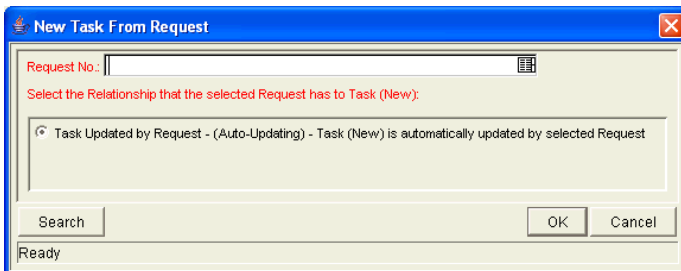 New Task From Request
Request No.:
Select the Relationship that the selected Request has to Task (New):
Task Updated by Request - (Auto-Updating) - Task (New) is automatically updated by selected Request
Search OK Cancel
Ready